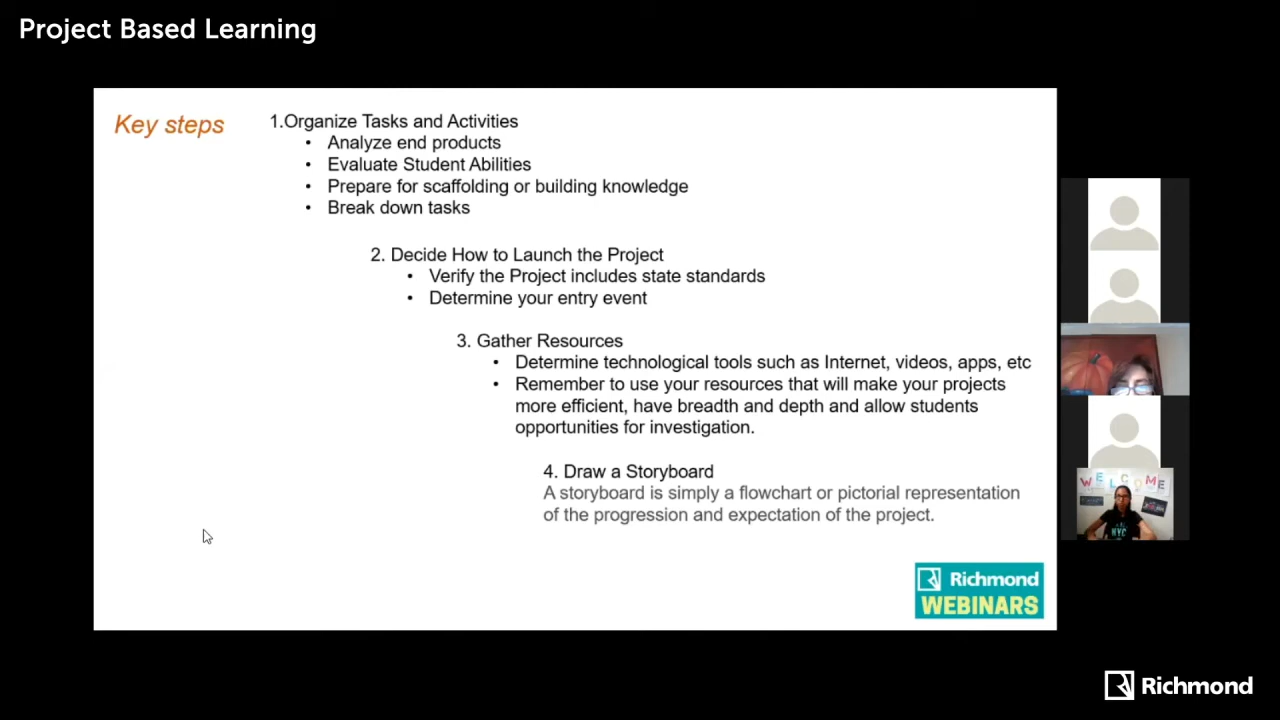 Project Based Learning
Key steps
1.Organize Tasks and Activities
• Analyze end products
• Evaluate Student Abilities
• Prepare for scaffolding or building knowledge
• Break down tasks
2. Decide How to Launch the Project
• Verify the Project includes state standards
• Determine your entry event
3. Gather Resources
• Determine technological tools such as Internet, videos, apps, etc
• Remember to use your resources that will make your projects
more efficient, have breadth and depth and allow students
opportunities for investigation.
4. Draw a Storyboard
A storyboard is simply a flowchart or pictorial representation
of the progression and expectation of the project.
WELCOME
NYC
Richmond
WEBINARS
Richmond